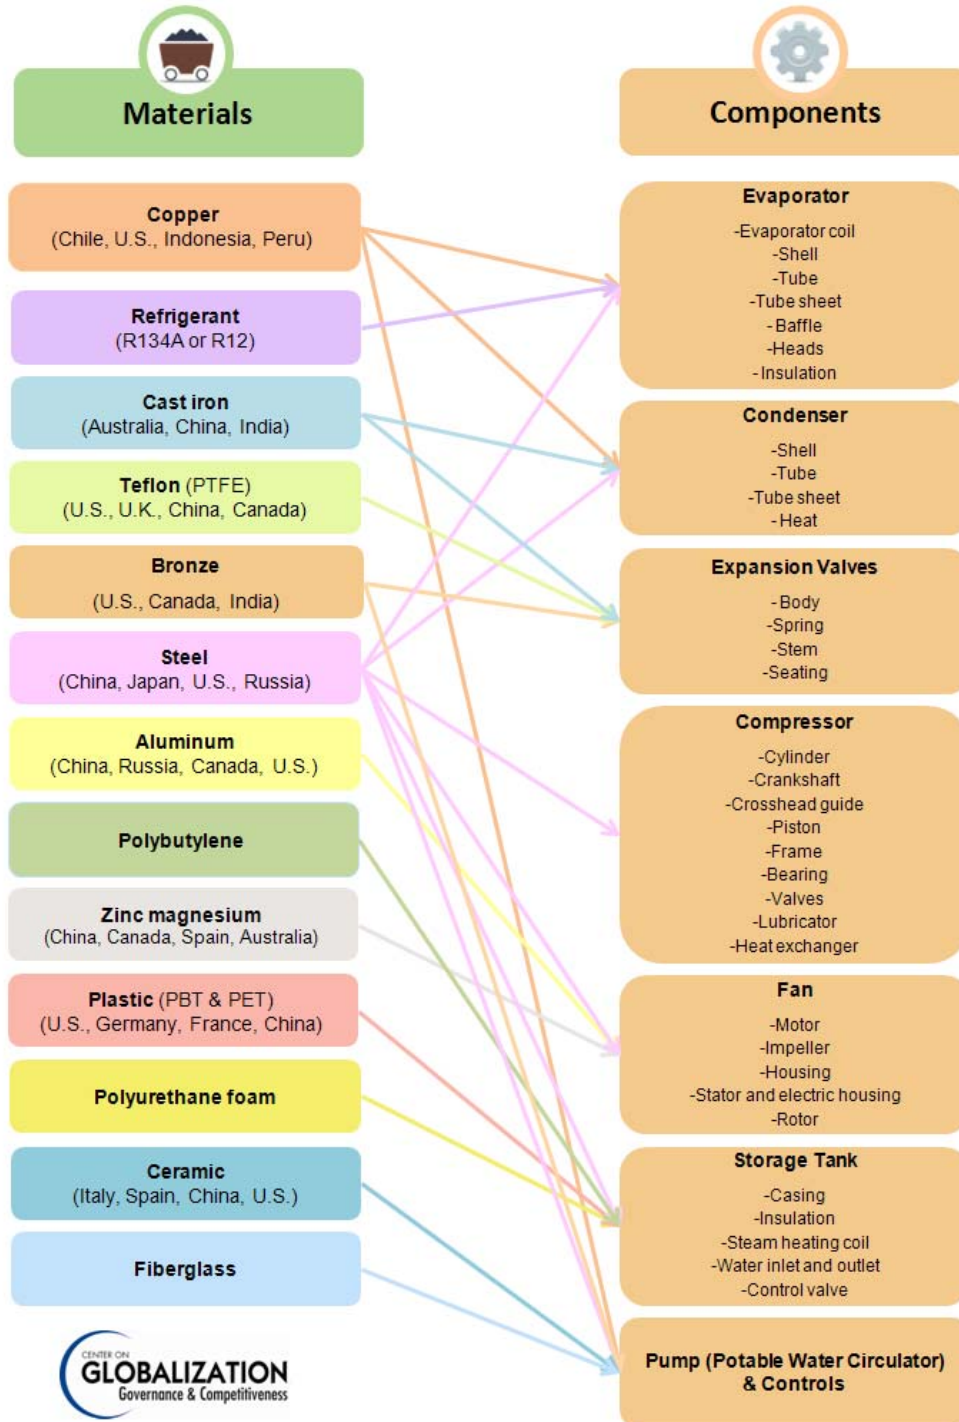 Materials
Copper
(Chile, U.S., Indonesia, Peru)
Refrigerant
(R134A or R12)
Cast iron
(Australia, China, India)
Teflon (PTFE)
(U.S., U.K., China, Canada)
Bronze
(U.S., Canada, India)
Steel
(China, Japan, U.S., Russia)
Aluminum
(China, Russia, Canada, U.S.)
Polybutylene
Zinc magnesium
(China, Canada, Spain, Australia)
Plastic (PBT & PET)
(U.S., Germany, France, China)
Polyurethane foam
Ceramic
(Italy, Spain, China, U.S.)
Fiberglass
CENTER ON
GLOBALIZATION
Governance & Competitiveness
Components
Evaporator
-Evaporator coil
-Shell
-Tube
-Tube sheet
-Baffle
-Heads
-Insulation
Condenser
-Shell
-Tube
-Tube sheet
-Heat
Expansion Valves
-Body
-Spring
-Stem
-Seating
Compressor
-Cylinder
-Crankshaft
-Crosshead guide
-Piston
-Frame
-Bearing
-Valves
-Lubricator
-Heat exchanger
Fan
-Motor
-Impeller
-Housing
-Stator and electric housing
-Rotor
Storage Tank
-Casing
-Insulation
-Steam heating coil
-Water inlet and outlet
-Control valve
Pump (Potable Water Circulator)
& Controls